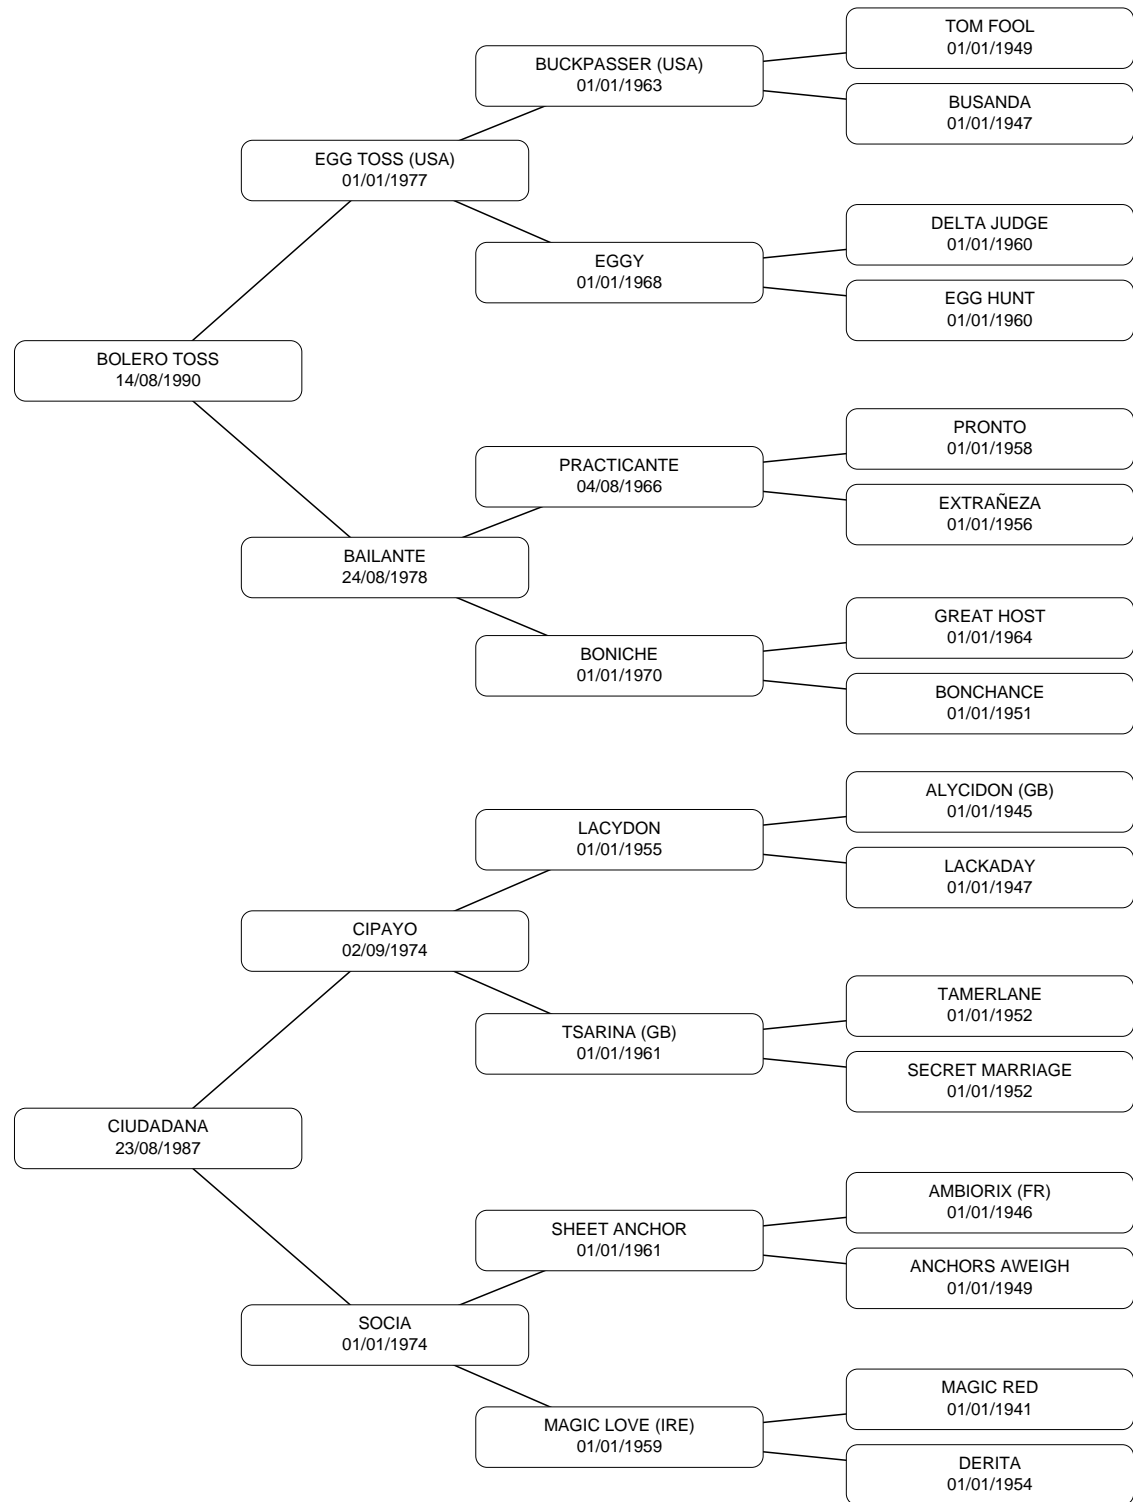 TOM FOOL
01/01/1949
BUCKPASSER (USA)
01/01/1963
BUSANDA
01/01/1947
EGG TOSS (USA)
01/01/1977
DELTA JUDGE
01/01/1960
EGGY
01/01/1968
EGG HUNT
01/01/1960
BOLERO TOSS
14/08/1990
PRONTO
01/01/1958
PRACTICANTE
04/08/1966
EXTRAÑEZA
01/01/1956
BAILANTE
24/08/1978
GREAT HOST
01/01/1964
BONICHE
01/01/1970
BONCHANCE
01/01/1951
ALYCIDON (GB)
01/01/1945
LACYDON
01/01/1955
LACKADAY
01/01/1947
CIPAYO
02/09/1974
TAMERLANE
01/01/1952
TSARINA (GB)
01/01/1961
SECRET MARRIAGE
01/01/1952
CIUDADANA
23/08/1987
AMBIORIX (FR)
01/01/1946
SHEET ANCHOR
01/01/1961
ANCHORS AWEIGH
01/01/1949
SOCIA
01/01/1974
MAGIC RED
01/01/1941
MAGIC LOVE (IRE)
01/01/1959
DERITA
01/01/1954